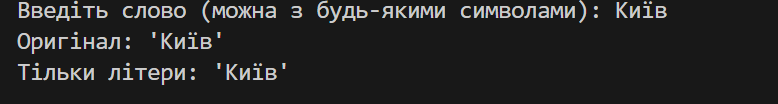 Введіть слово (можна з будь-якими символами): Київ
Оригінал: 'Київ'
Тільки літери: 'Київ'